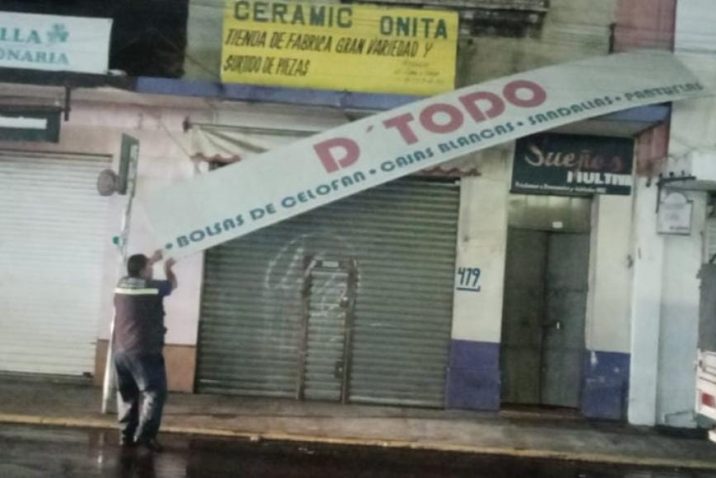 LLA
ONARIA
CERAMIC ONITA
TIENDA DE FABRICA GRAN VARIEDAD Y
SURTIDO DE PIEZAS
D´TODO
• BOLSAS DE CELOFAN • CAJAS BLANCAS • SANDALIAS • PANTUFLAS
Sueños
MULTIM
479